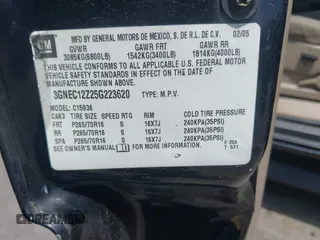 GM
MFD BY GENERAL MOTORS DE MEXICO, S. DE R.L. DE C.V. 02/05
GVWR GAWR FRT GAWR RR
3085KG(6800LB) 1542KG(3400LB) 1814KG(4000LB)
THIS VEHICLE CONFORMS TO ALL APPLICABLE U.S. FEDERAL MOTOR
VEHICLE SAFETY STANDARDS IN EFFECT ON THE DATE OF
MANUFACTURE SHOWN ABOVE.
3GNEC12Z25G223620 TYPE: M.P.V.
MODEL: C15936
CAK3 TIRE SIZE SPEED RTG RIM COLD TIRE PRESSURE
FRT P265/70R16 S 16X7J 240KPA(35PSI)
RR P265/70R16 S 16X7J 240KPA(35PSI)
SPA P265/70R16 S 16X7J 240KPA(35PSI)
SEE OWNER'S MANUAL FOR MORE INFORMATION.
T 521
DREAMBID